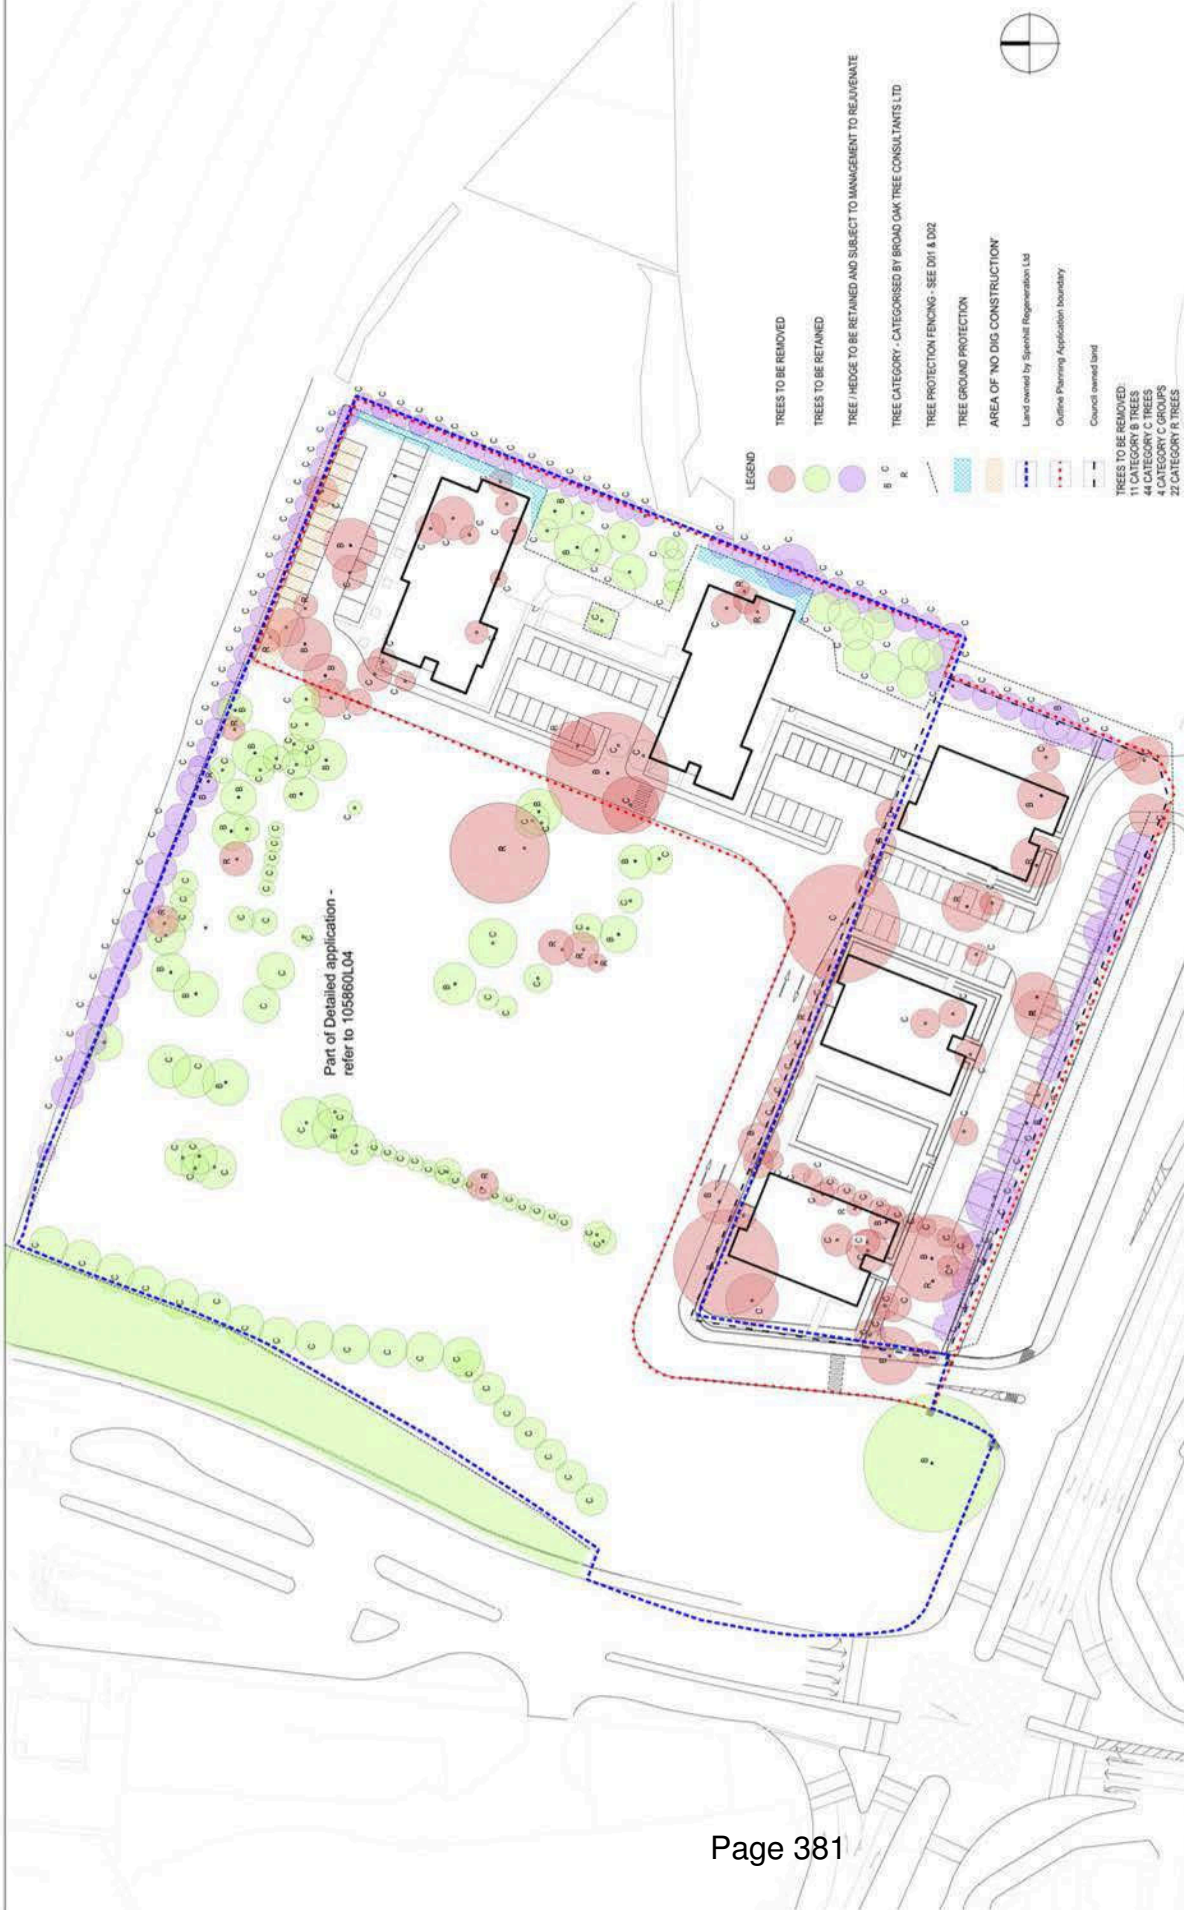 Part of Detailed application -
refer to 105860L04
LEGEND
TREES TO BE REMOVED
TREES TO BE RETAINED
TREE / HEDGE TO BE RETAINED AND SUBJECT TO MANAGEMENT TO REJUVENATE
B C
R
TREE CATEGORY - CATEGORISED BY BROAD OAK TREE CONSULTANTS LTD
TREE PROTECTION FENCING - SEE D01 & D02
TREE GROUND PROTECTION
AREA OF 'NO DIG CONSTRUCTION'
Land owned by Spenhill Regeneration Ltd
Outline Planning Application boundary
Council owned land
TREES TO BE REMOVED:
11 CATEGORY B TREES
44 CATEGORY C TREES
4 CATEGORY C GROUPS
22 CATEGORY R TREES
Page 381